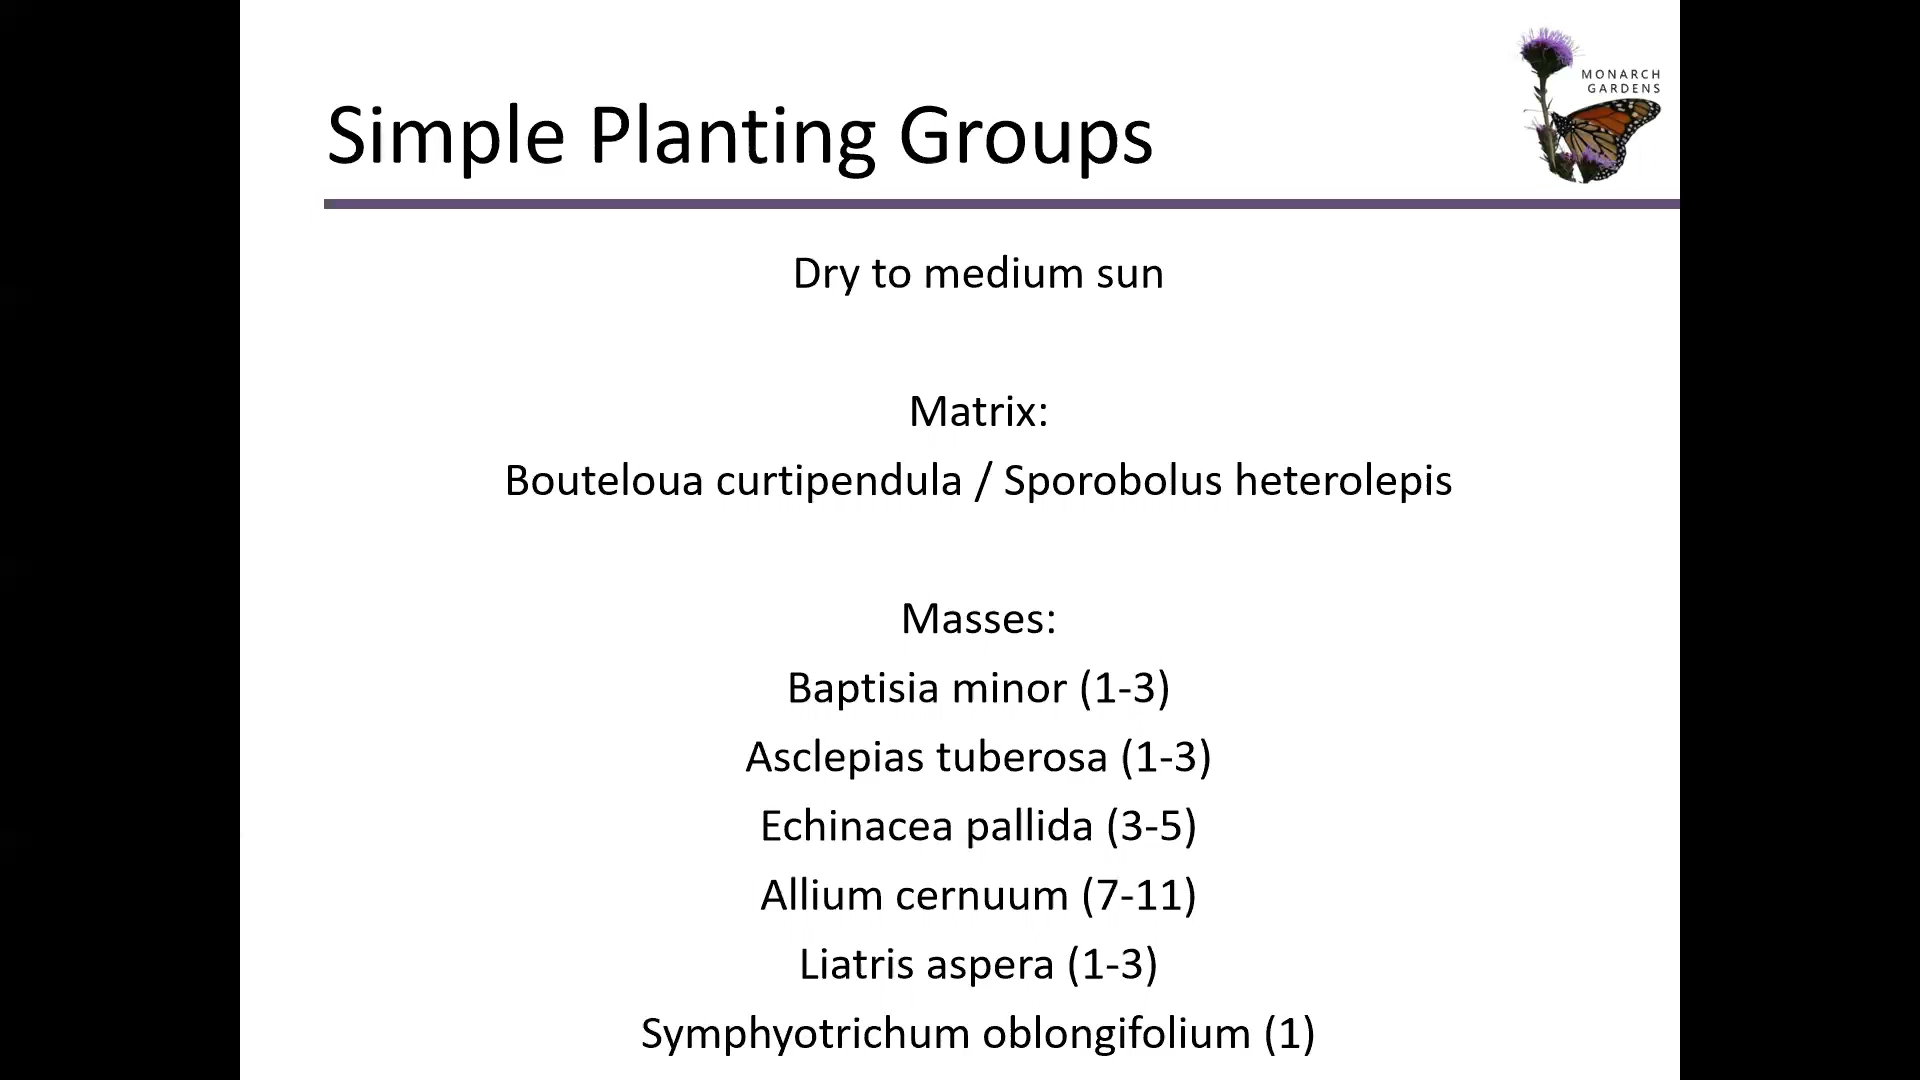 MONARCH
GARDENS
Simple Planting Groups
Dry to medium sun
Matrix:
Bouteloua curtipendula / Sporobolus heterolepis
Masses:
Baptisia minor (1-3)
Asclepias tuberosa (1-3)
Echinacea pallida (3-5)
Allium cernuum (7-11)
Liatris aspera (1-3)
Symphyotrichum oblongifolium (1)